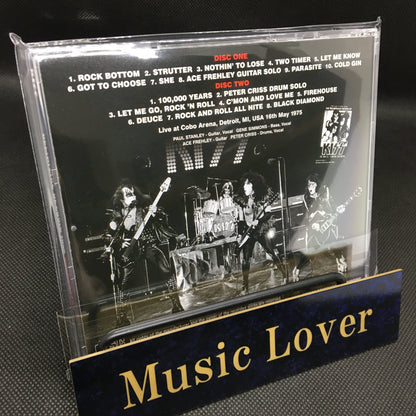 DISC ONE
1. ROCK BOTTOM 2. STRUTTER 3. NOTHIN' TO LOSE 4. TWO TIMER 5. LET ME KNOW
6. GOT TO CHOOSE 7. SHE 8. ACE FREHLEY GUITAR SOLO 9. PARASITE 10. COLD GIN
DISC TWO
1. 100,000 YEARS 2. PETER CRISS DRUM SOLO
3. LET ME GO, ROCK 'N ROLL 4. C'MON AND LOVE ME 5. FIREHOUSE
6. DEUCE 7. ROCK AND ROLL ALL NITE 8. BLACK DIAMOND
Live at Cobo Arena, Detroit, MI, USA 16th May 1975
PAUL STANLEY - Guitar, Vocal GENE SIMMONS - Bass, Vocal
ACE FREHLEY - Guitar, Vocal PETER CRISS - Drums, Vocal
KISS
KISS
KISS
Music Lover